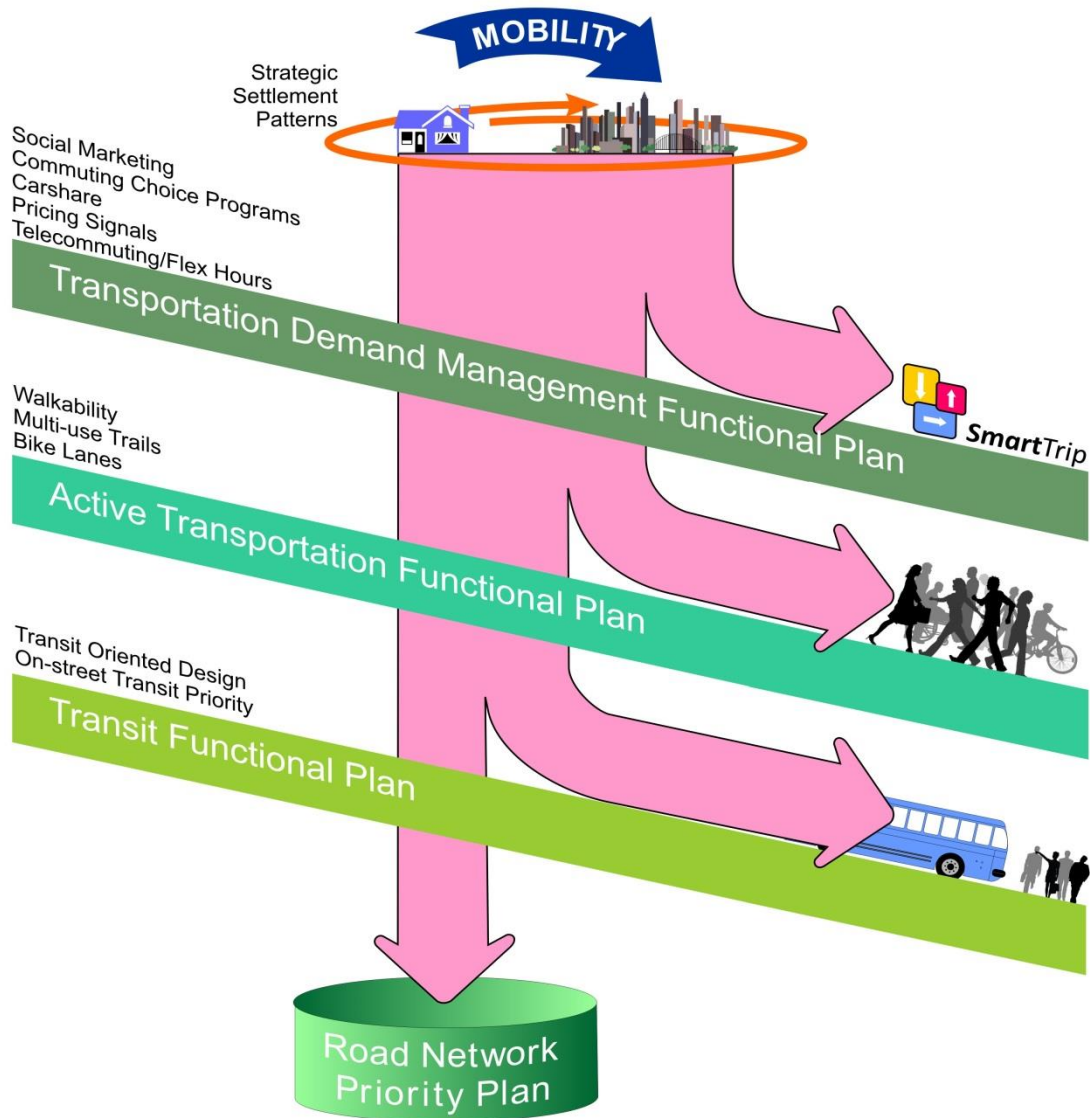 MOBILITY
Strategic
Settlement
Patterns
Social Marketing
Commuting Choice Programs
Carshare
Pricing Signals
Telecommuting/Flex Hours
Transportation Demand Management Functional Plan
SmartTrip
Walkability
Multi-use Trails
Bike Lanes
Active Transportation Functional Plan
Transit Oriented Design
On-street Transit Priority
Transit Functional Plan
Road Network
Priority Plan